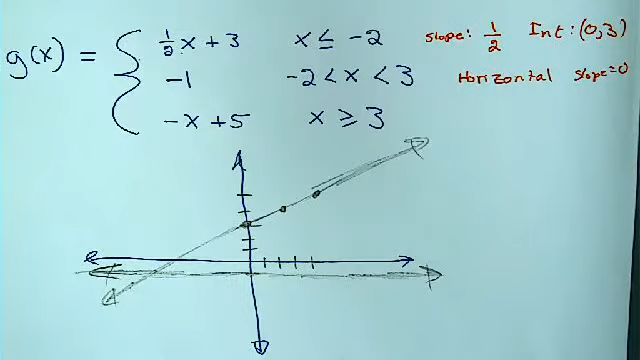 g(x) = { ½x + 3    x ≤ -2
-1    -2 < x < 3
-x + 5    x ≥ 3
Slope: ½  Int: (0,3)
Horizontal  Slope=0